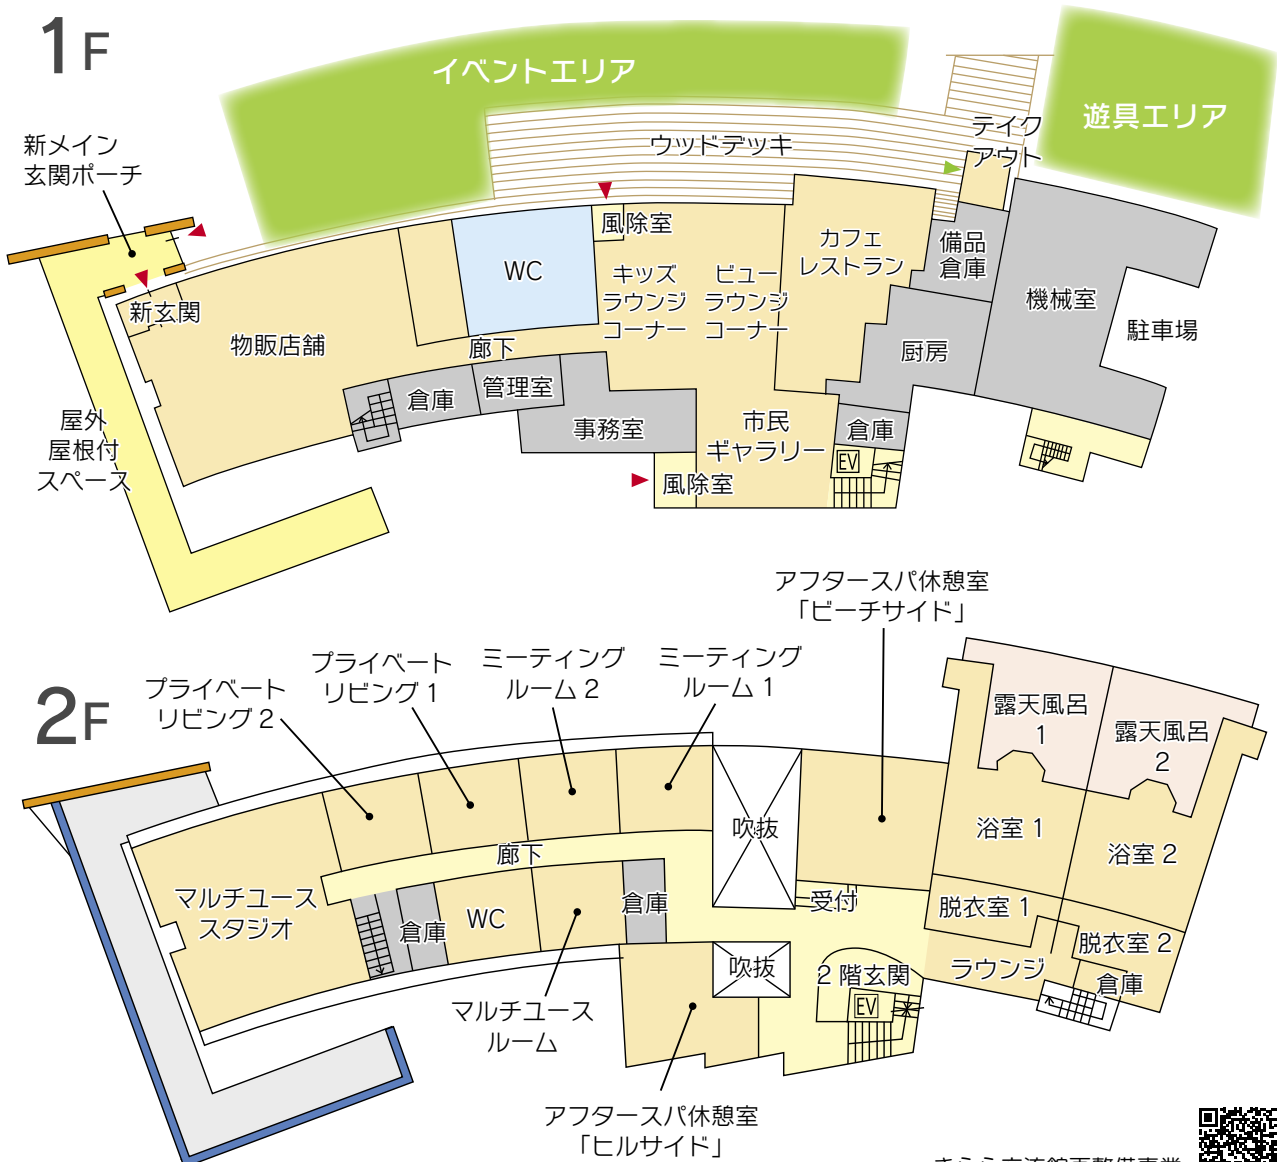 1F
イベントエリア
遊具エリア
テイク
アウト
ウッドデッキ
新メイン
玄関ポーチ
風除室
WC
キッズ
ラウンジ
コーナー
ビュー
ラウンジ
コーナー
カフェ
レストラン
備品
倉庫
機械室
駐車場
新玄関
物販店舗
廊下
厨房
倉庫
管理室
事務室
市民
ギャラリー
倉庫
EV
風除室
屋外
屋根付
スペース
2F
アフタースパ休憩室
「ビーチサイド」
プライベート
リビング 2
プライベート
リビング 1
ミーティング
ルーム 2
ミーティング
ルーム 1
露天風呂
1
露天風呂
2
吹抜
浴室 1
浴室 2
廊下
マルチユース
スタジオ
倉庫
WC
倉庫
受付
脱衣室 1
脱衣室 2
吹抜
2 階玄関
ラウンジ
倉庫
EV
マルチユース
ルーム
アフタースパ休憩室
「ヒルサイド」